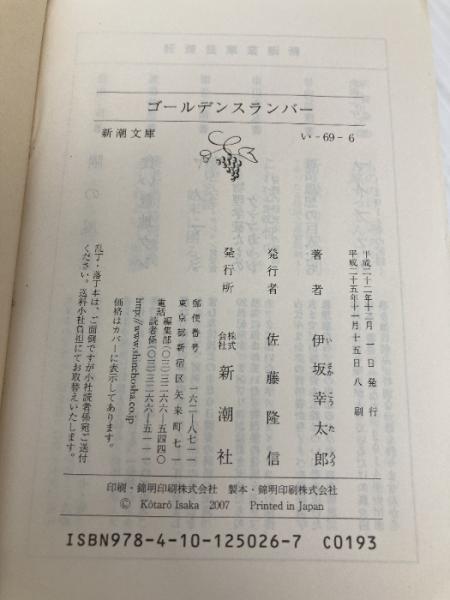 ゴールデンスランバー
新潮文庫
い-69-6
平成二十二年十二月一日発行
平成二十五年十一月十五日八刷
著者 伊坂幸太郎
い さか こう た ろう
発行者 佐藤隆信
発行所 株式会社 新潮社
郵便番号 一六二―八七一一
東京都新宿区矢来町七一
電話 編集部(〇三)三二六六―五四四〇
読者係(〇三)三二六六―五一一一
http://www.shinchosha.co.jp
価格はカバーに表示してあります。
乱丁・落丁本は、ご面倒ですが小社読者係宛ご送付
ください。送料小社負担にてお取替えいたします。
印刷・錦明印刷株式会社 製本・錦明印刷株式会社
© Kôtarô Isaka 2007 Printed in Japan
ISBN978-4-10-125026-7 C0193